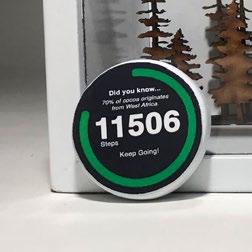 Did you know...
70% of cocoa originates
from West Africa.
11506
Steps
Keep Going!